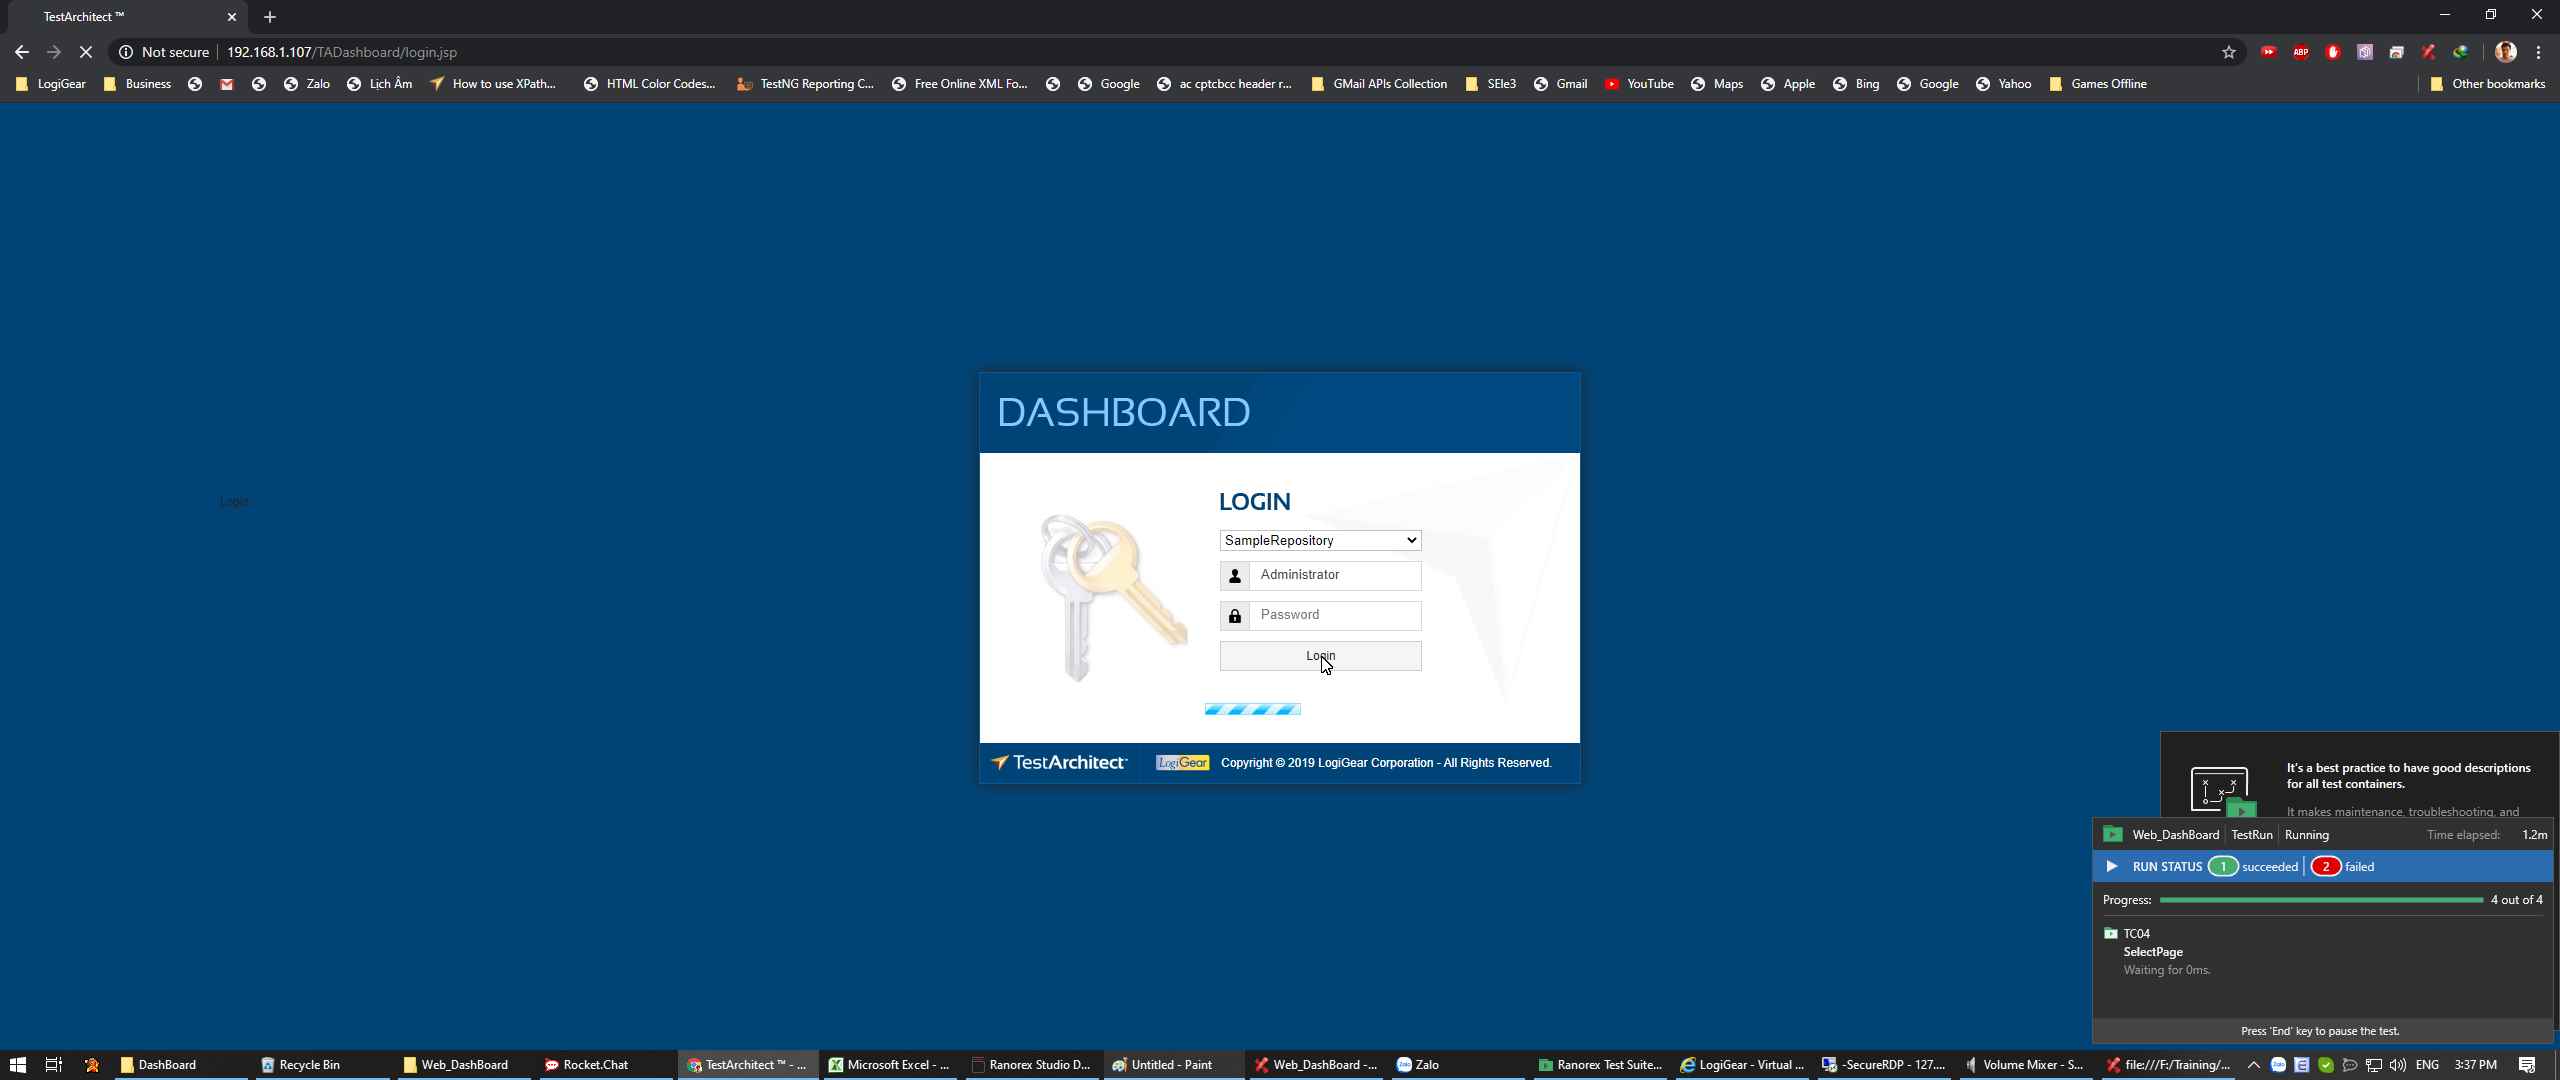 TestArchitect ™
Not secure
192.168.1.107/TADashboard/login.jsp
ABP
LogiGear
Business
Zalo
Lịch Âm
How to use XPath...
HTML Color Codes...
TestNG Reporting C...
Free Online XML Fo...
Google
ac cptcbcc header r...
GMail APIs Collection
SEle3
Gmail
YouTube
Maps
Apple
Bing
Google
Yahoo
Games Offline
Other bookmarks
DASHBOARD
Login
LOGIN
SampleRepository
Administrator
Password
Login
TestArchitect™
LogiGear
Copyright © 2019 LogiGear Corporation - All Rights Reserved.
It's a best practice to have good descriptions
for all test containers.
It makes maintenance, troubleshooting, and
Web_DashBoard
TestRun
Running
Time elapsed:
1.2m
RUN STATUS
1
succeeded
2
failed
Progress:
4 out of 4
TC04
SelectPage
Waiting for 0ms.
Press 'End' key to pause the test.
DashBoard
Recycle Bin
Web_DashBoard
Rocket.Chat
TestArchitect ™ - ...
Microsoft Excel - ...
Ranorex Studio D...
Untitled - Paint
Web_DashBoard -...
Zalo
Ranorex Test Suite...
LogiGear - Virtual ...
-SecureRDP - 127....
Volume Mixer - S...
file:///F:/Training/...
ENG
3:37 PM